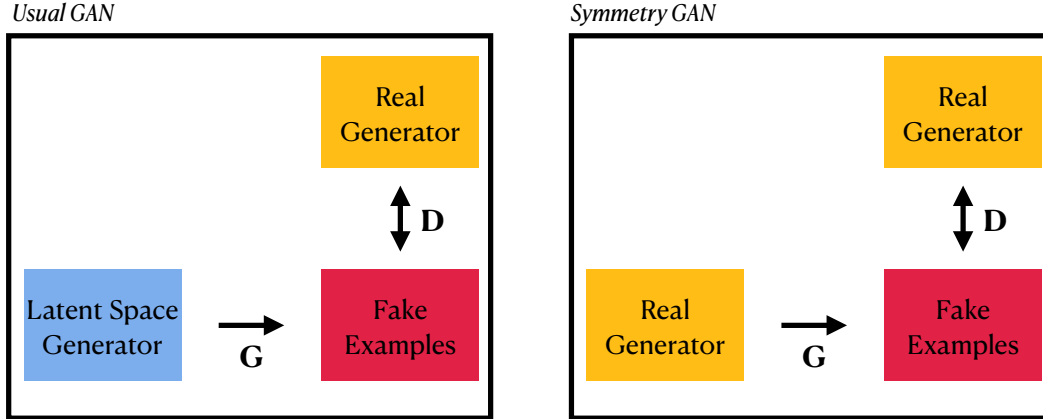 Usual GAN
Real
Generator
D
Latent Space
Generator
G
Fake
Examples
Symmetry GAN
Real
Generator
D
Real
Generator
G
Fake
Examples